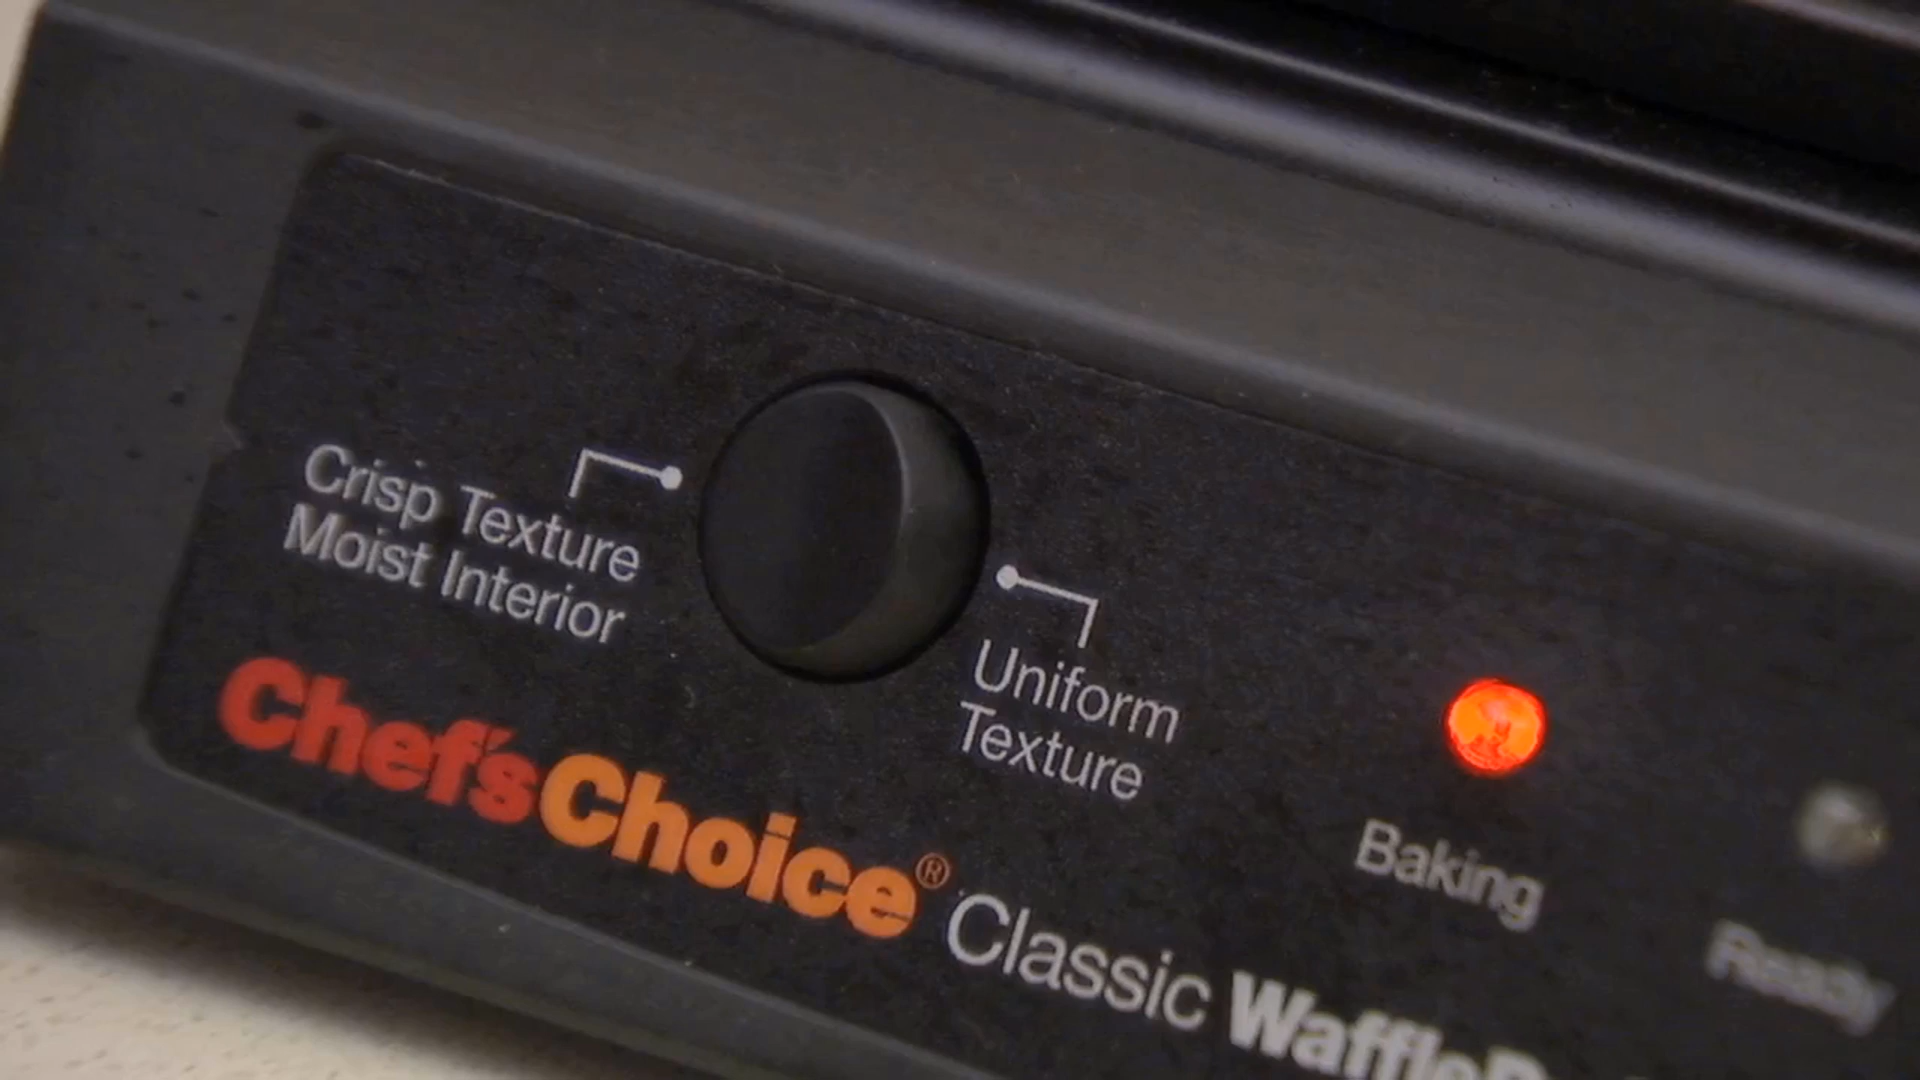 Crisp Texture
Moist Interior
Uniform
Texture
Baking
Ready
Chef'sChoice® Classic